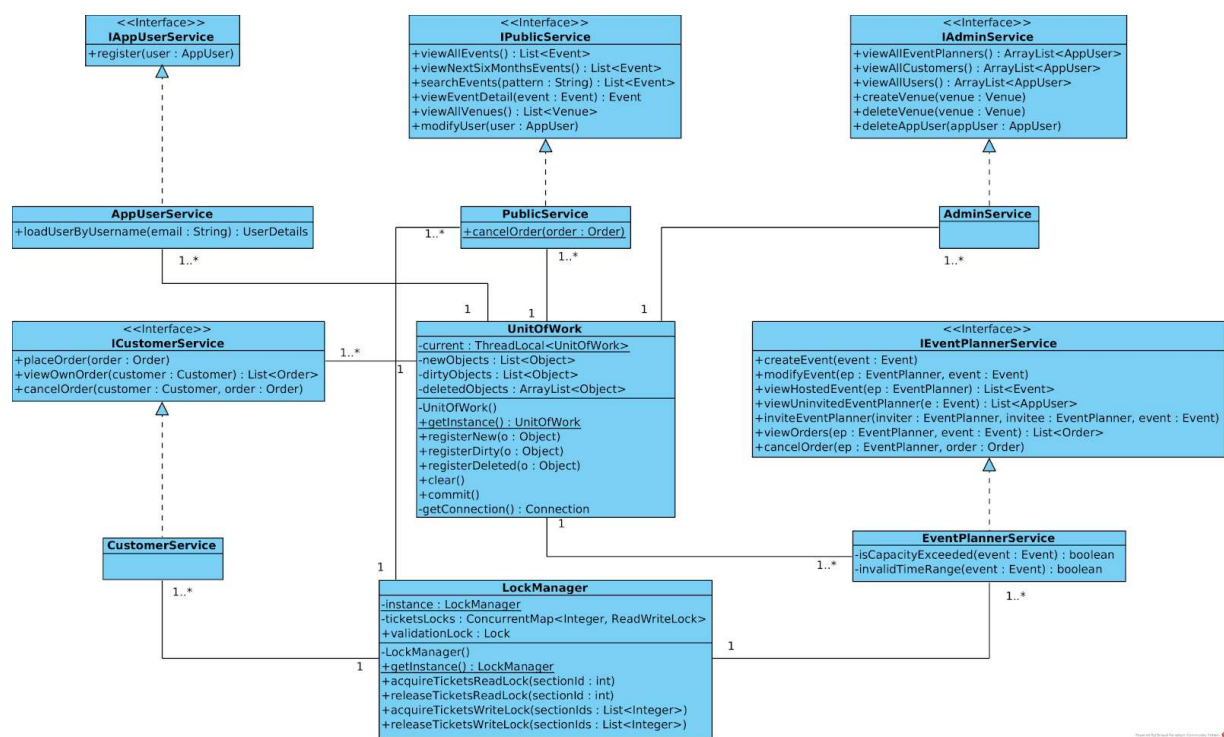 <<Interface>>
IAppUserService
+register(user : AppUser)
<<Interface>>
IPublicService
+viewAllEvents() : List<Event>
+viewNextSixMonthsEvents() : List<Event>
+searchEvents(pattern : String) : List<Event>
+viewEventDetail(event : Event) : Event
+viewAllVenues() : List<Venue>
+modifyUser(user : AppUser)
<<Interface>>
IAdminService
+viewAllEventPlanners() : ArrayList<AppUser>
+viewAllCustomers() : ArrayList<AppUser>
+viewAllUsers() : ArrayList<AppUser>
+createVenue(venue : Venue)
+deleteVenue(venue : Venue)
+deleteAppUser(appUser : AppUser)
AppUserService
+loadUserByUsername(email : String) : UserDetails
PublicService
+cancelOrder(order : Order)
AdminService
1..*
1..*
1..*
1..*
1
1
1
<<Interface>>
ICustomerService
+placeOrder(order : Order)
+viewOwnOrder(customer : Customer) : List<Order>
+cancelOrder(customer : Customer, order : Order)
1..*
1
UnitOfWork
-current : ThreadLocal<UnitOfWork>
-newObjects : List<Object>
-dirtyObjects : List<Object>
-deletedObjects : ArrayList<Object>
-UnitOfWork()
+getInstance() : UnitOfWork
+registerNew(o : Object)
+registerDirty(o : Object)
+registerDeleted(o : Object)
+clear()
+commit()
-getConnection() : Connection
<<Interface>>
IEventPlannerService
+createEvent(event : Event)
+modifyEvent(ep : EventPlanner, event : Event)
+viewHostedEvent(ep : EventPlanner) : List<Event>
+viewUninvitedEventPlanner(e : Event) : List<AppUser>
+inviteEventPlanner(inviter : EventPlanner, invitee : EventPlanner, event : Event)
+viewOrders(ep : EventPlanner, event : Event) : List<Order>
+cancelOrder(ep : EventPlanner, order : Order)
1
1..*
CustomerService
1..*
EventPlannerService
-isCapacityExceeded(event : Event) : boolean
-invalidTimeRange(event : Event) : boolean
1..*
1
LockManager
-instance : LockManager
-ticketsLocks : ConcurrentMap<Integer, ReadWriteLock>
+validationLock : Lock
-LockManager()
+getInstance() : LockManager
+acquireTicketsReadLock(sectionId : int)
+releaseTicketsReadLock(sectionId : int)
+acquireTicketsWriteLock(sectionIds : List<Integer>)
+releaseTicketsWriteLock(sectionIds : List<Integer>)
1
1